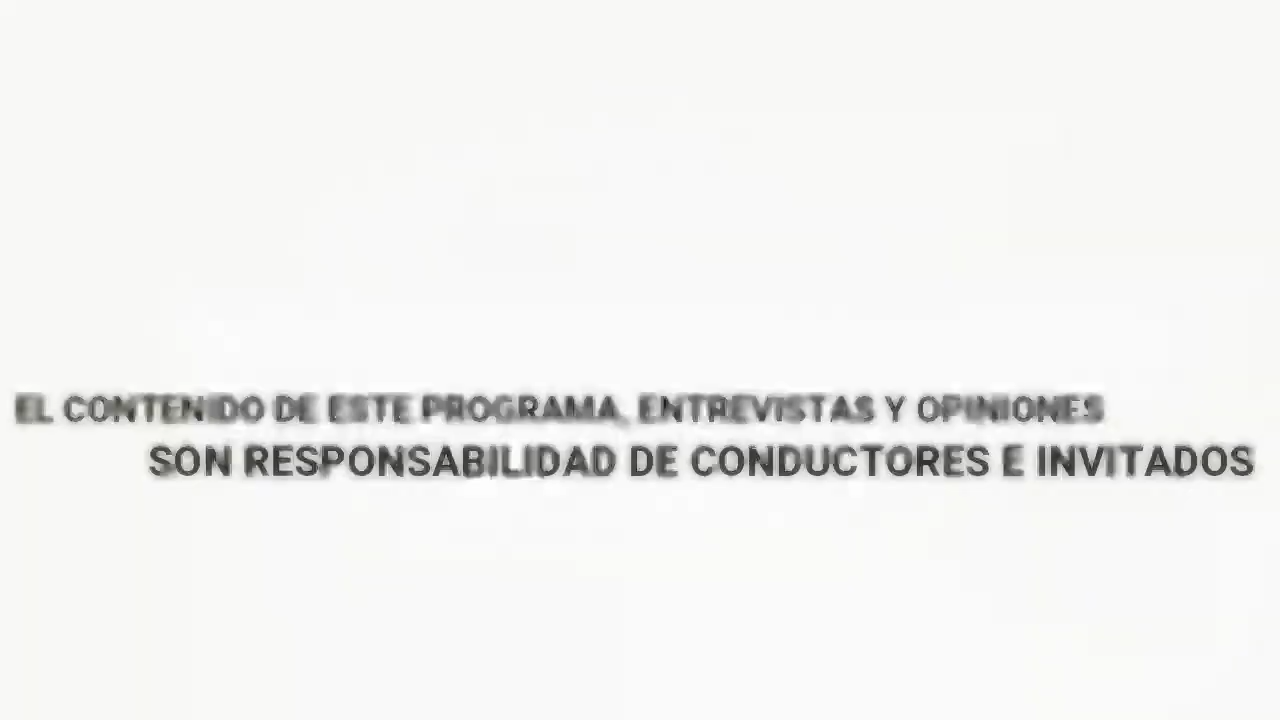 EL CONTENIDO DE ESTE PROGRAMA, ENTREVISTAS Y OPINIONES
SON RESPONSABILIDAD DE CONDUCTORES E INVITADOS